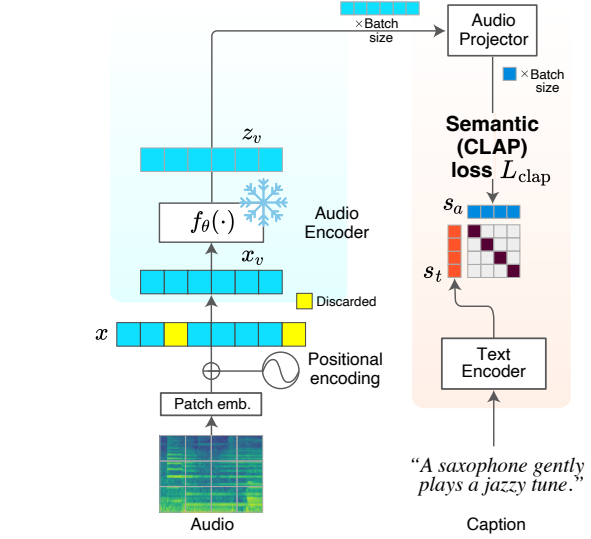 ×Batch
size
Audio
Projector
×Batch
size
z_v
Semantic
(CLAP)
loss L_clap
f_θ(·)
Audio
Encoder
s_a
x_v
s_t
Discarded
x
Positional
encoding
Text
Encoder
Patch emb.
“A saxophone gently
plays a jazzy tune.”
Audio
Caption